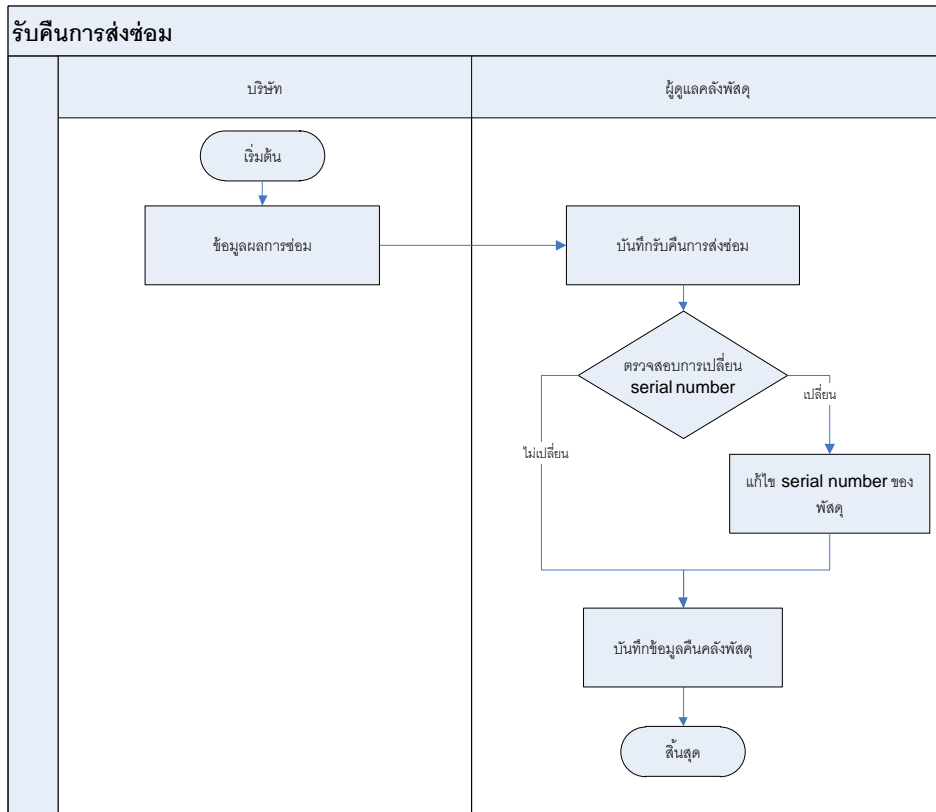 รับคืนการส่งซ่อม
บริษัท
ผู้ดูแลคลังพัสดุ
เริ่มต้น
ข้อมูลผลการซ่อม
บันทึกรับคืนการส่งซ่อม
ตรวจสอบการเปลี่ยน
serial number
เปลี่ยน
ไม่เปลี่ยน
แก้ไข serial number ของ
พัสดุ
บันทึกข้อมูลคืนคลังพัสดุ
สิ้นสุด